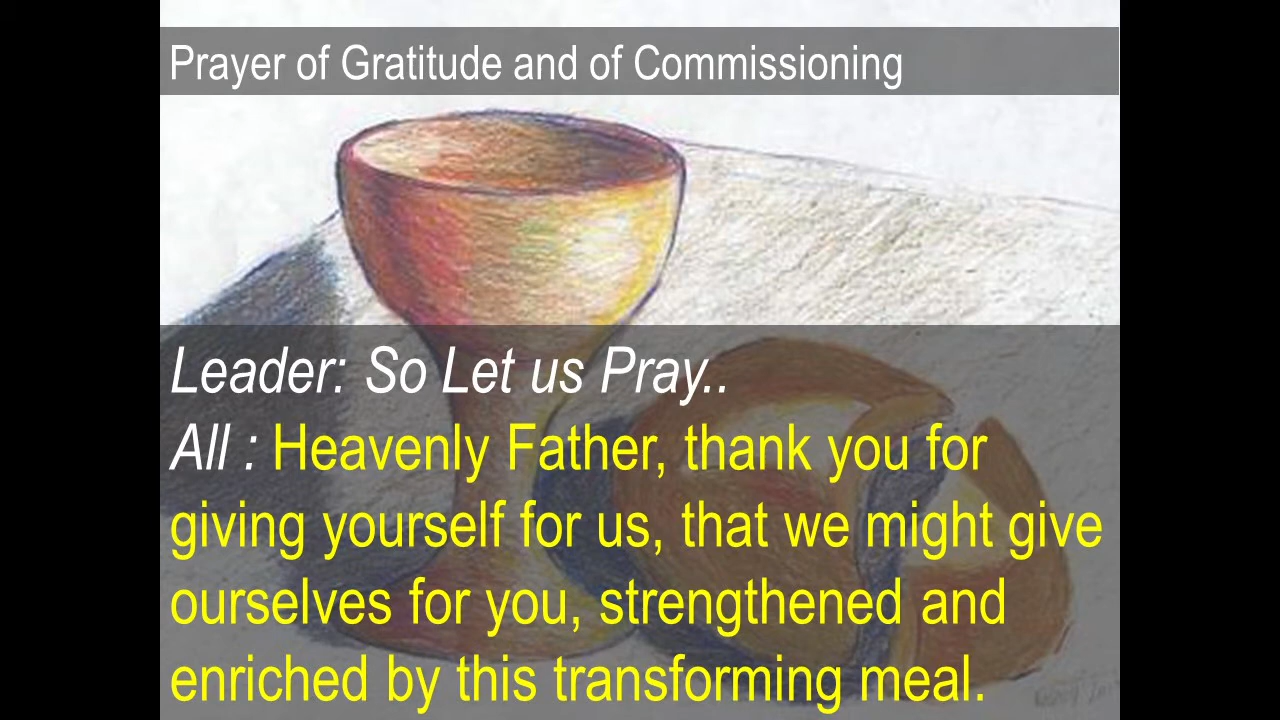 Prayer of Gratitude and of Commissioning
Leader: So Let us Pray..
All : Heavenly Father, thank you for
giving yourself for us, that we might give
ourselves for you, strengthened and
enriched by this transforming meal.